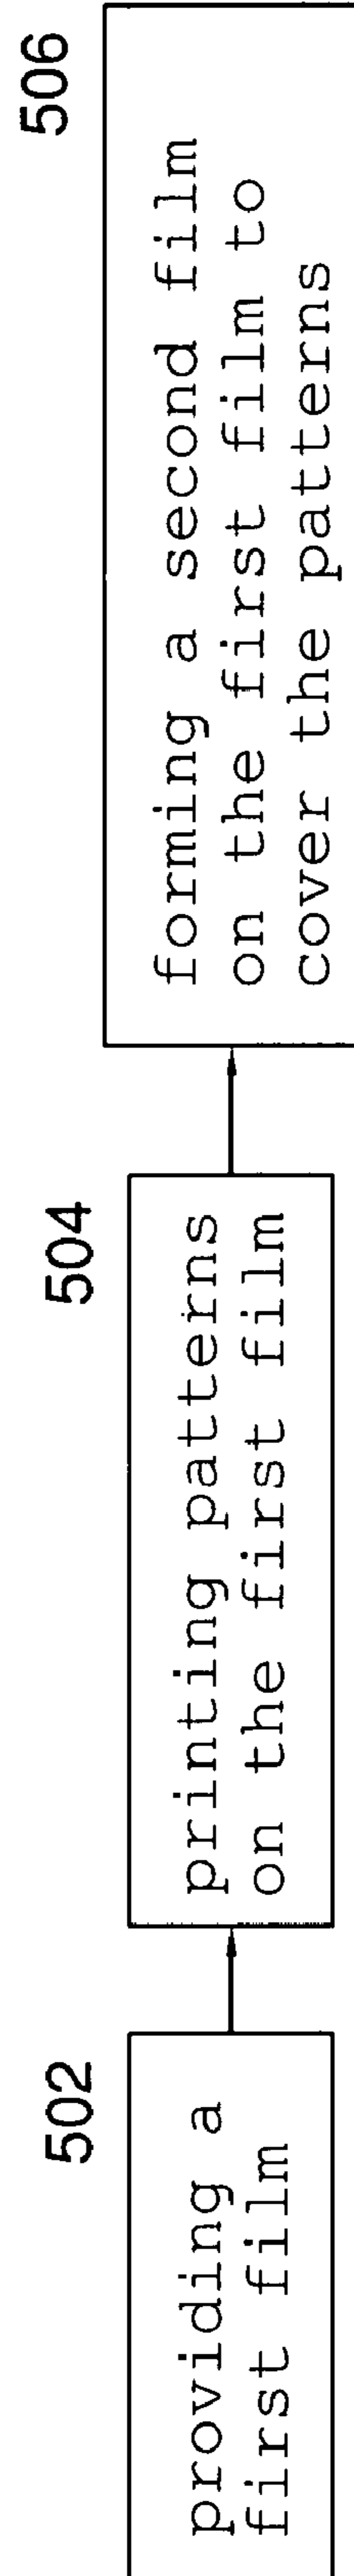 502
providing a
first film
504
printing patterns
on the first film
506
forming a second film
on the first film to
cover the patterns